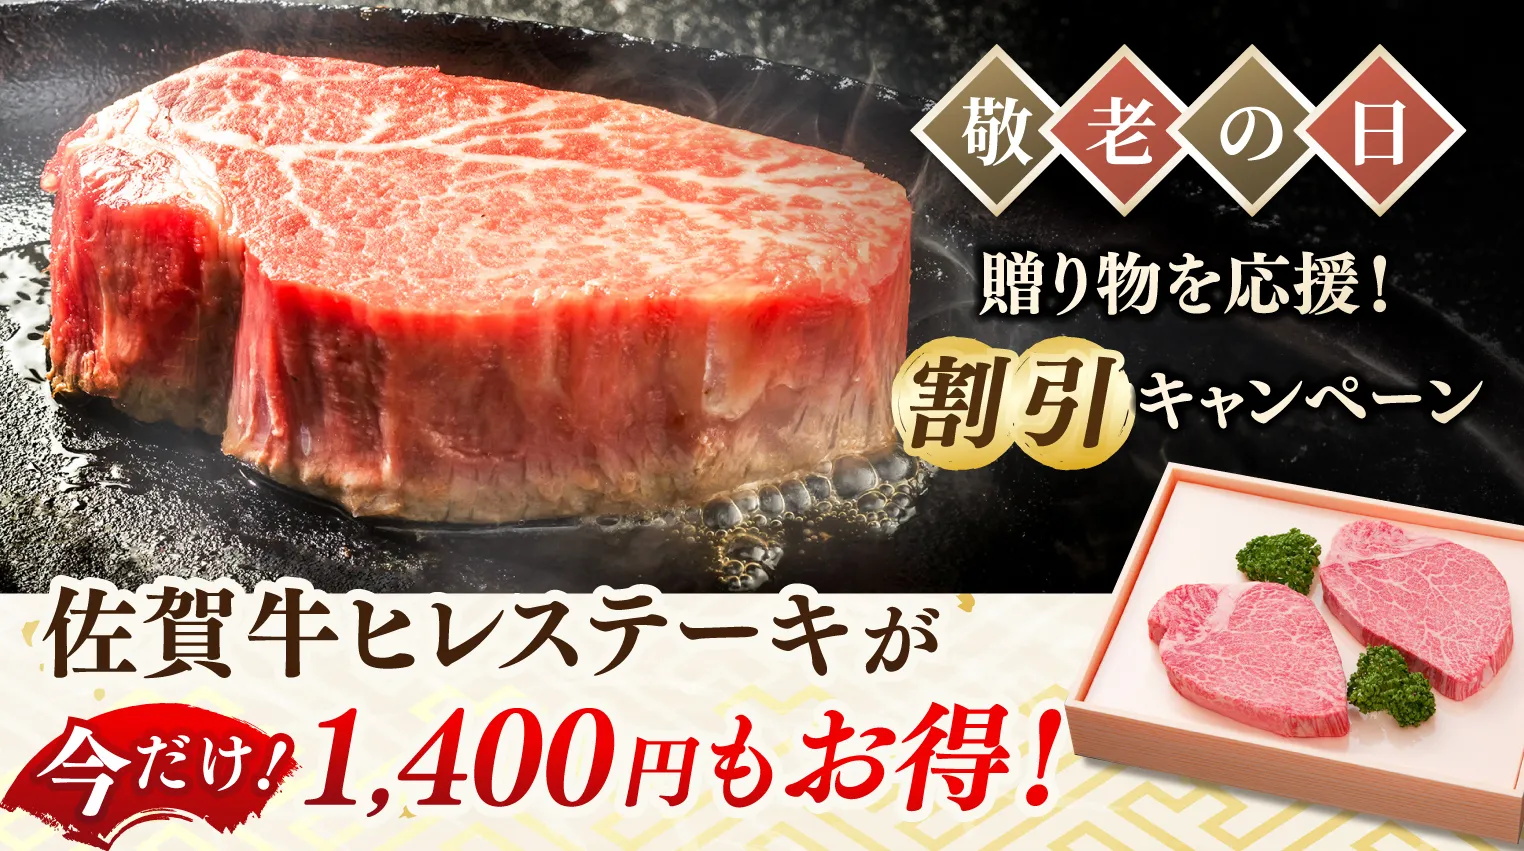 敬老の日
贈り物を応援！
割引キャンペーン
佐賀牛ヒレステーキが
今だけ！1,400円もお得！